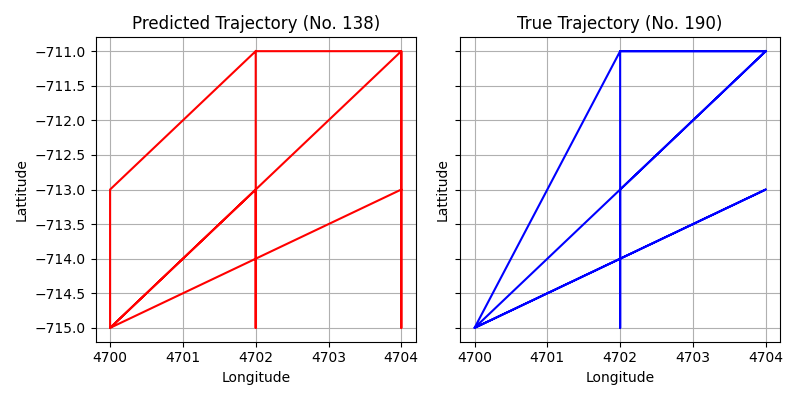 Predicted Trajectory (No. 138)
True Trajectory (No. 190)
−711.0
−711.5
−712.0
−712.5
−713.0
−713.5
−714.0
−714.5
−715.0
Lattitude
Lattitude
4700 4701 4702 4703 4704
4700 4701 4702 4703 4704
Longitude
Longitude